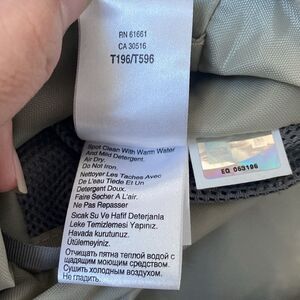 RN 61661
CA 30516
T196/T596
Spot Clean With Warm Water
And Mild Detergent.
Air Dry.
Do Not Iron.
Nettoyer Les Taches Avec
De L'eau Tiede Et Un
Detergent Doux.
Faire Secher A L'air.
Ne Pas Repasser
Sicak Su Ve Hafif Deterjanla
Leke Temizlemesi Yapınız.
Havada kurutunuz.
Ütülemeyiniz.
Отчищать пятна теплой водой с
щадящим моющим средством.
Сушить холодным воздухом.
Не гладить.
EQ 063196